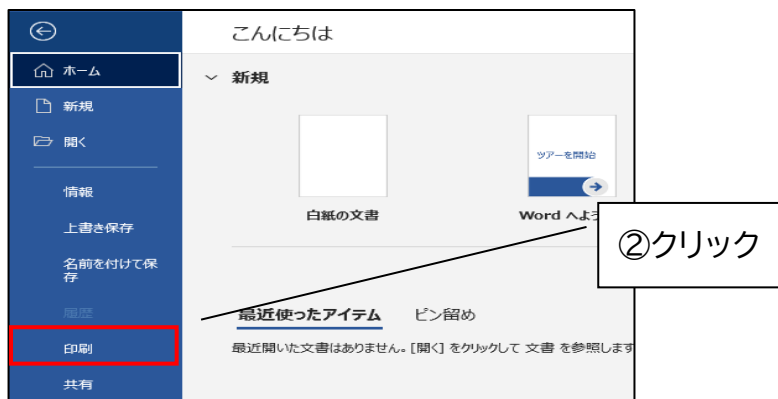 こんにちは
ホーム
新規
開く
情報
上書き保存
名前を付けて保
存
履歴
印刷
共有
新規
ツアーを開始
白紙の文書
Word へよ
②クリック
最近使ったアイテム ピン留め
最近開いた文書はありません。[開く] をクリックして 文書 を参照します